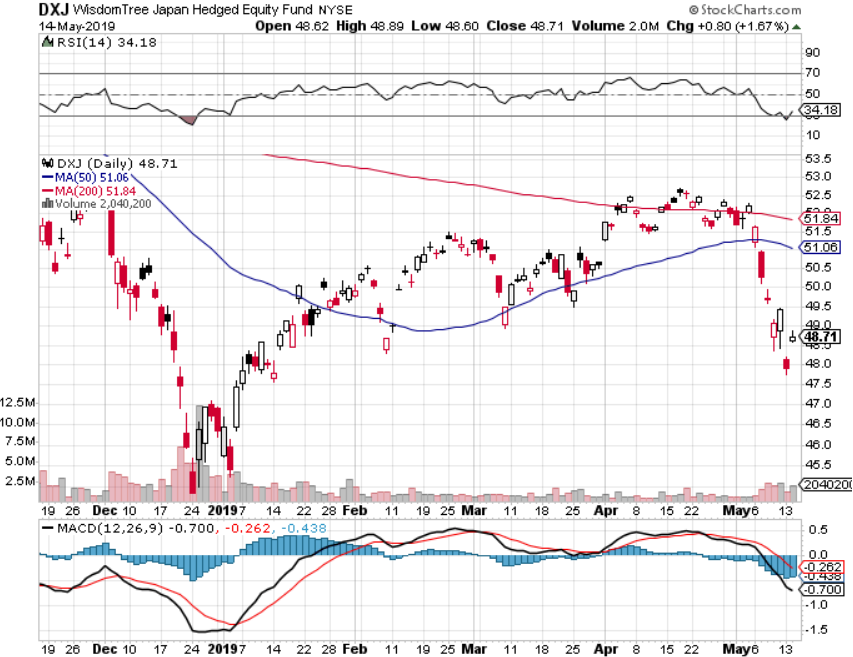 DXJ WisdomTree Japan Hedged Equity Fund NYSE
© StockCharts.com
14-May-2019
Open 48.62 High 48.89 Low 48.60 Close 48.71 Volume 2.0M Chg +0.80 (+1.67%)
RSI(14) 34.18
90
70
50
34.18
30
10
DXJ (Daily) 48.71
MA(50) 51.06
MA(200) 51.84
Volume 2,040,200
53.5
53.0
52.5
52.0
51.84
51.5
51.06
50.5
50.0
49.5
49.0
48.71
48.5
48.0
47.5
47.0
46.5
46.0
45.5
12.5M
10.0M
7.5M
5.0M
2.5M
2040200
19 26 Dec 10 17 24 2019 7 14 22 28 Feb 11 19 25 Mar 11 18 25 Apr 8 15 22 May 6 13
MACD(12,26,9) -0.700, -0.262, -0.438
0.5
0.0
-0.262
-0.438
-0.700
-1.0
-1.5
19 26 Dec 10 17 24 2019 7 14 22 28 Feb 11 19 25 Mar 11 18 25 Apr 8 15 22 May 6 13